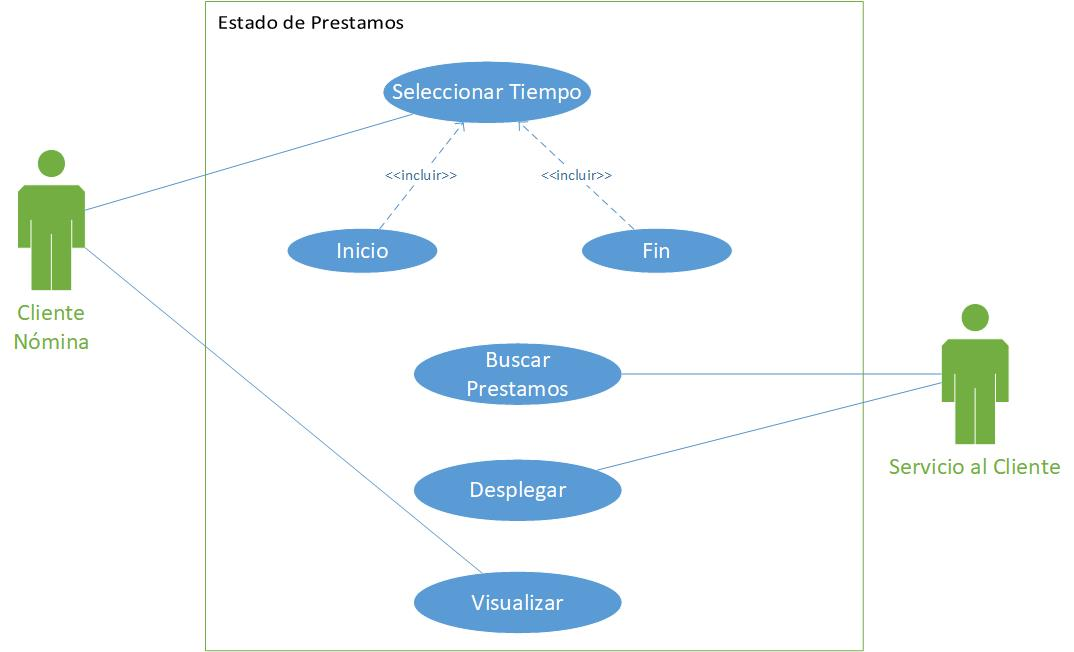 Estado de Prestamos
Seleccionar Tiempo
<<incluir>>
<<incluir>>
Inicio
Fin
Cliente
Nómina
Buscar
Prestamos
Servicio al Cliente
Desplegar
Visualizar